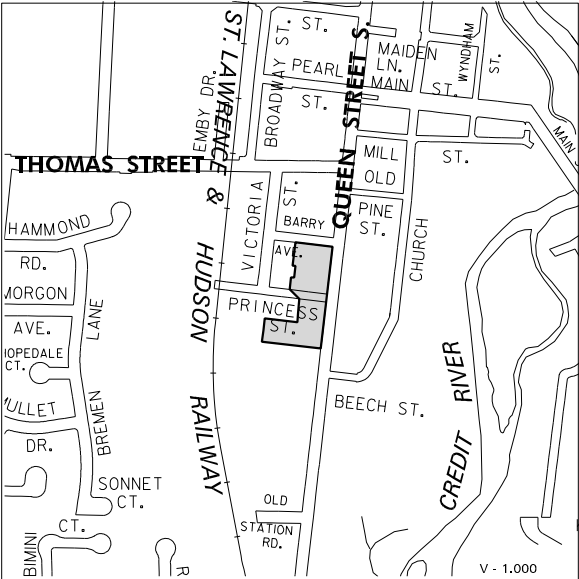 ST. LAWRENCE &
HUDSON
RAILWAY
ST.
BROADWAY
ST.
PEARL
ST.
QUEEN STREET S.
MAIDEN
LN.
MAIN
ST.
WYNDHAM
ST.
MAIN
EMBY DR.
THOMAS STREET
MILL
ST.
OLD
PINE
ST.
CHURCH
VICTORIA
ST.
BARRY
AVE.
PRINCESS
ST.
HAMMOND
RD.
MORGON
AVE.
HOPEDALE
CT.
MULLET
DR.
BREMEN
LANE
SONNET
CT.
CT.
BIMINI
BEECH ST.
CREDIT RIVER
OLD
STATION
RD.
V - 1.000